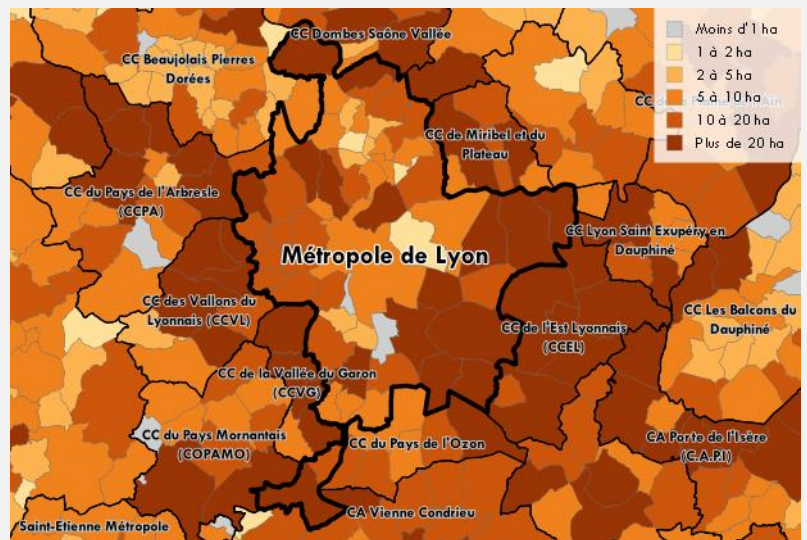 CC Dombes Saône Vallée
CC Beaujolais Pierres
Dorées
Moins d'1 ha
1 à 2 ha
2 à 5 ha
5 à 10 ha
10 à 20 ha
Plus de 20 ha
CC de
l'Ain
CC de Miribel et du
Plateau
CC du Pays de l'Arbresle
(CCPA)
CC Lyon Saint Exupéry en
Dauphiné
Métropole de Lyon
CC des Vallons du
Lyonnais (CCVL)
CC de l'Est Lyonnais
(CCEL)
CC Les Balcons du
Dauphiné
CC de la Vallée du Garon
(CCVG)
CC du Pays Mornantais
(COPAMO)
CC du Pays de l'Ozon
CA Porte de l'Isère
(C.A.P.I)
Saint-Etienne Métropole
CA Vienne Condrieu